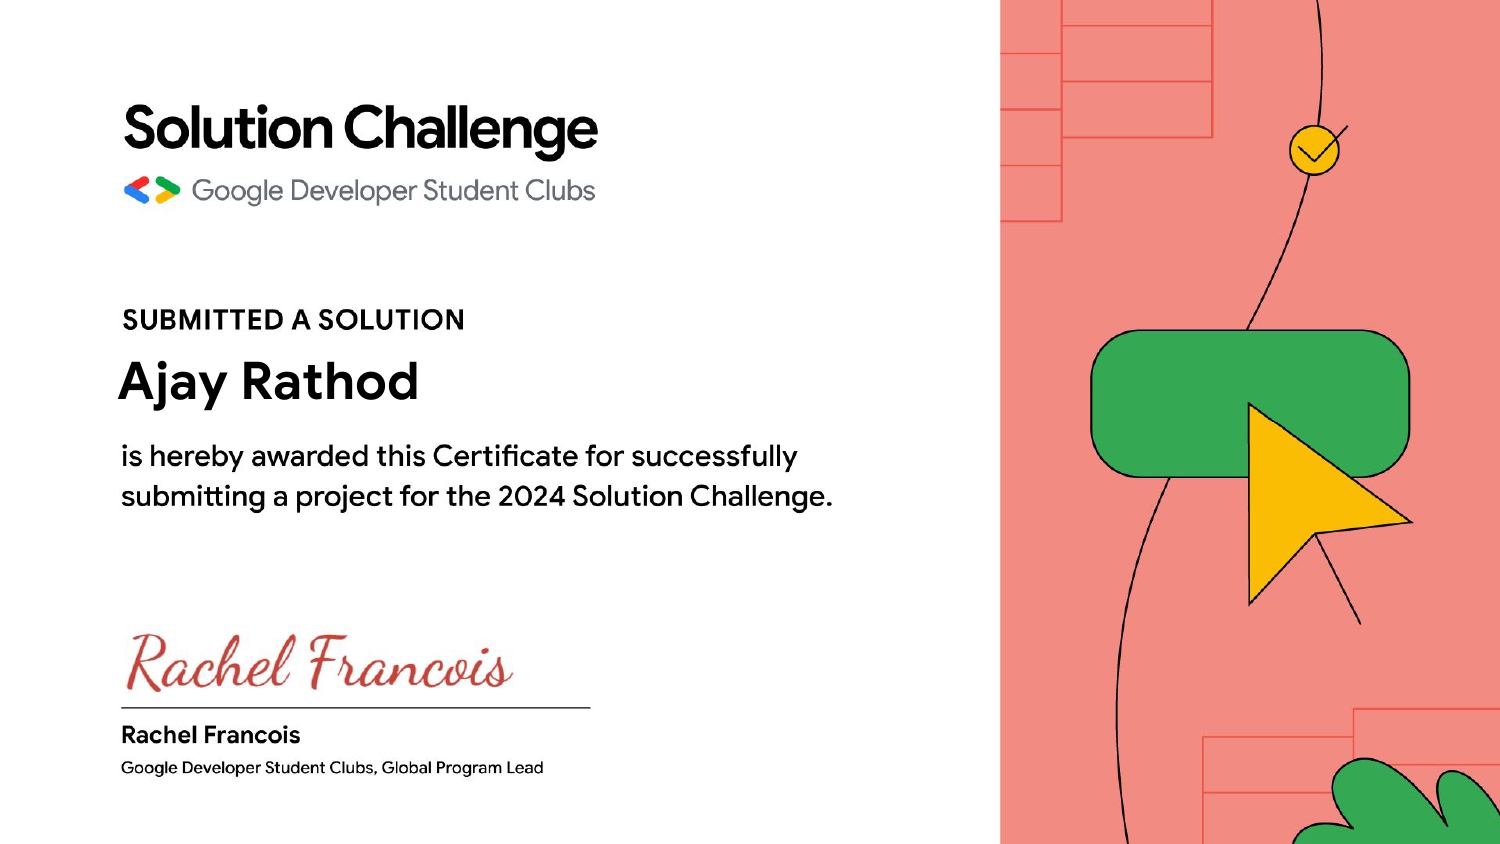 Solution Challenge
Google Developer Student Clubs
SUBMITTED A SOLUTION
Ajay Rathod
is hereby awarded this Certificate for successfully
submitting a project for the 2024 Solution Challenge.
Rachel Francois
Rachel Francois
Google Developer Student Clubs, Global Program Lead